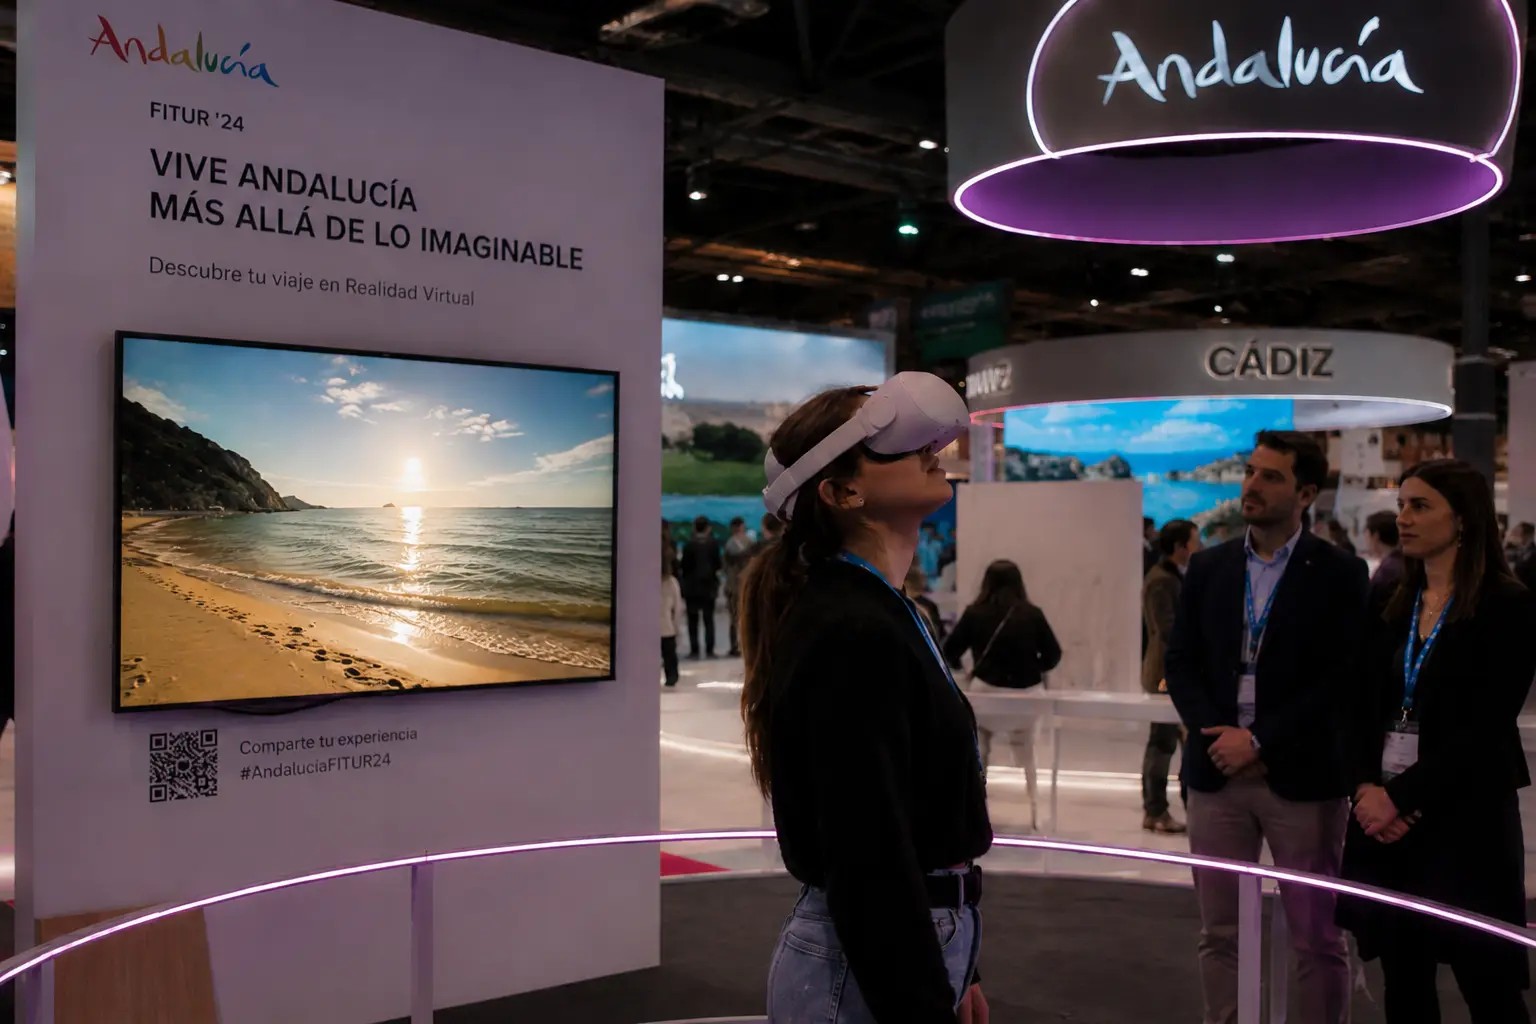 Andalucía
FITUR '24
VIVE ANDALUCÍA
MÁS ALLÁ DE LO IMAGINABLE
Descubre tu viaje en Realidad Virtual
Comparte tu experiencia
#AndalucíaFITUR24
Andalucía
CÁDIZ